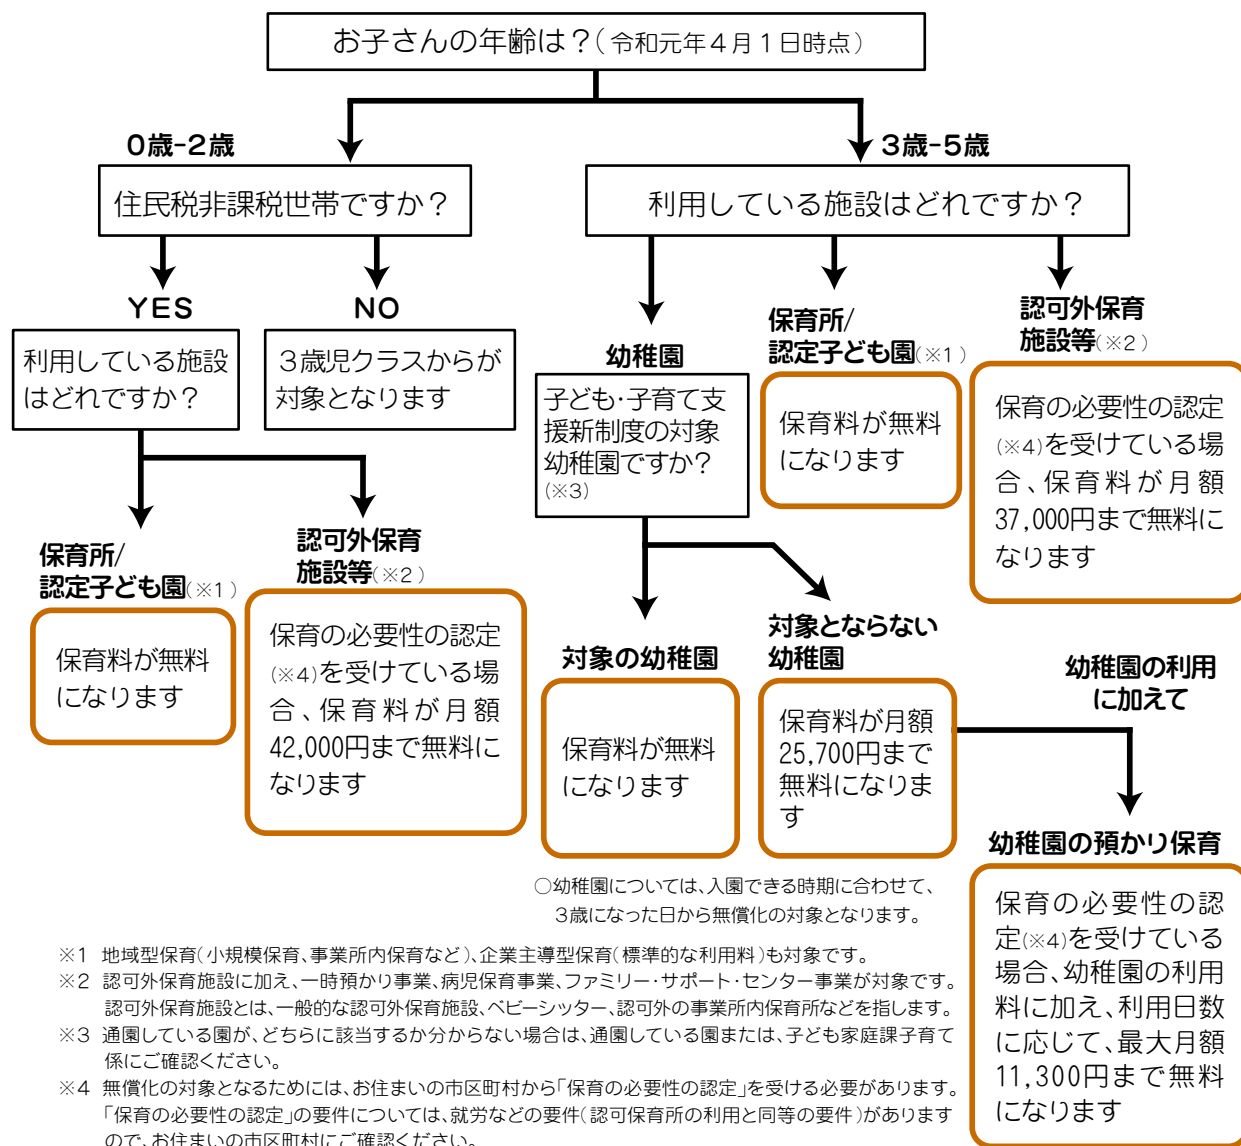 お子さんの年齢は？(令和元年４月１日時点)
０歳-２歳
３歳-５歳
住民税非課税世帯ですか？
利用している施設はどれですか？
YES
NO
利用している施設
はどれですか？
３歳児クラスからが
対象となります
幼稚園
保育所/
認定子ども園(※1)
認可外保育
施設等(※2)
子ども・子育て支
援新制度の対象
幼稚園ですか？
(※3)
保育料が無料
になります
保育の必要性の認定
(※4)を受けている場
合、保育料が月額
37,000円まで無料に
なります
保育所/
認定子ども園(※1)
認可外保育
施設等(※2)
保育料が無料
になります
保育の必要性の認定
(※4)を受けている場
合、保育料が月額
42,000円まで無料に
なります
対象の幼稚園
対象とならない
幼稚園
保育料が無料
になります
保育料が月額
25,700円まで
無料になりま
す
幼稚園の利用
に加えて
幼稚園の預かり保育
保育の必要性の認
定(※4)を受けている
場合、幼稚園の利用
料に加え、利用日数
に応じて、最大月額
11,300円まで無料
になります
○幼稚園については、入園できる時期に合わせて、
３歳になった日から無償化の対象となります。
※1 地域型保育(小規模保育、事業所内保育など)、企業主導型保育(標準的な利用料)も対象です。
※2 認可外保育施設に加え、一時預かり事業、病児保育事業、ファミリー・サポート・センター事業が対象です。
認可外保育施設とは、一般的な認可外保育施設、ベビーシッター、認可外の事業所内保育所などを指します。
※3 通園している園が、どちらに該当するか分からない場合は、通園している園または、子ども家庭課子育て
係にご確認ください。
※4 無償化の対象となるためには、お住まいの市区町村から「保育の必要性の認定」を受ける必要があります。
「保育の必要性の認定」の要件については、就労などの要件(認可保育所の利用と同等の要件)があります
ので、お住まいの市区町村にご確認ください。